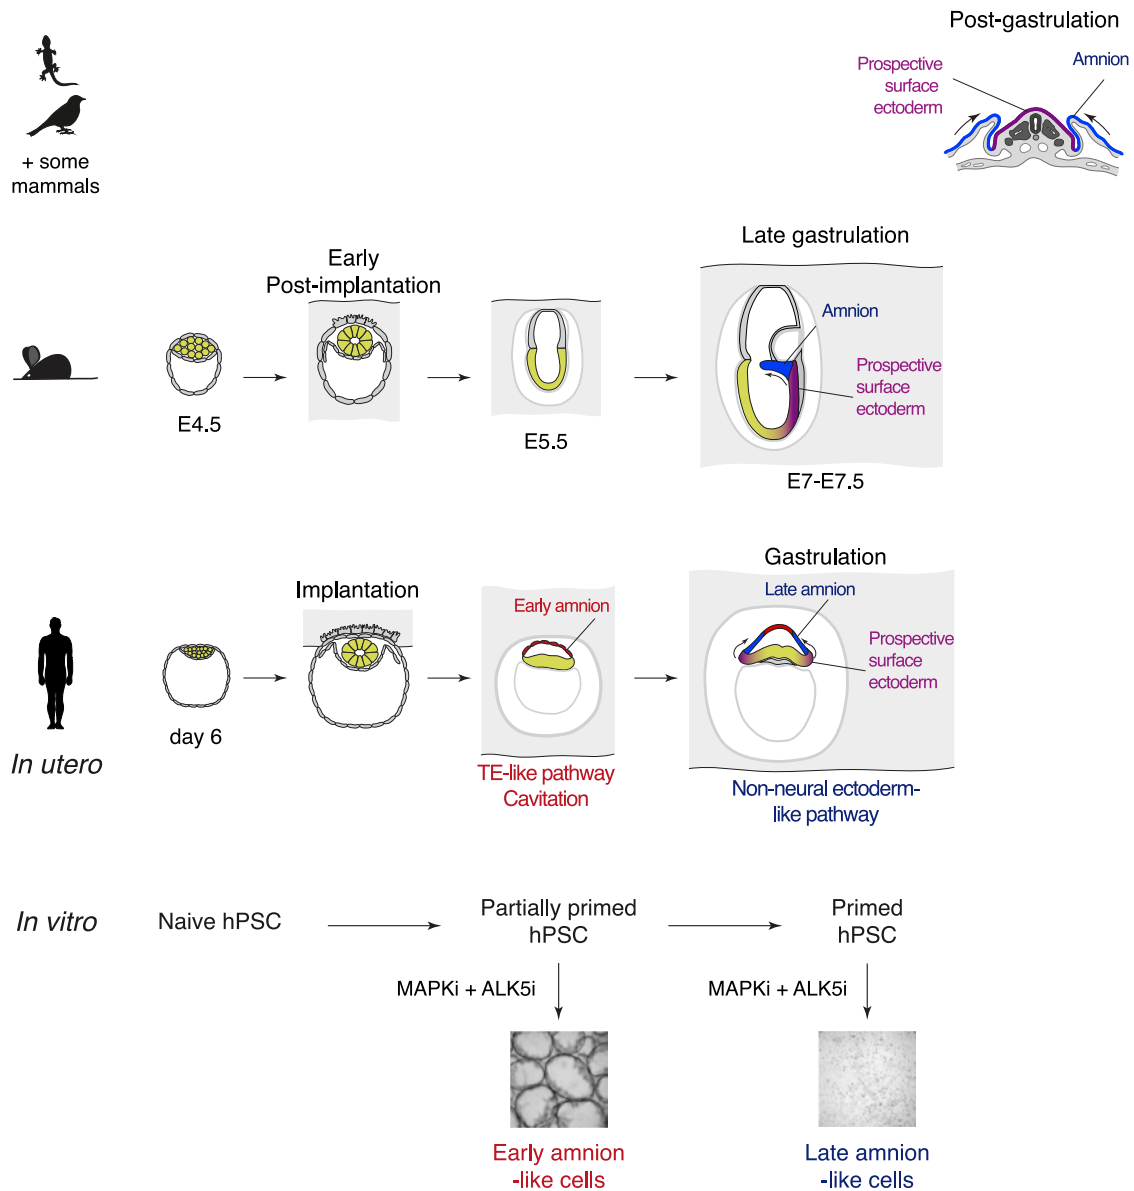 Post-gastrulation
Prospective
surface
ectoderm
Amnion
+ some
mammals
Early
Post-implantation
Late gastrulation
Amnion
Prospective
surface
ectoderm
E4.5
E5.5
E7-E7.5
Implantation
Gastrulation
Early amnion
Late amnion
Prospective
surface
ectoderm
day 6
In utero
TE-like pathway
Cavitation
Non-neural ectoderm-
like pathway
In vitro
Naive hPSC
Partially primed
hPSC
Primed
hPSC
MAPKi + ALK5i
MAPKi + ALK5i
Early amnion
-like cells
Late amnion
-like cells